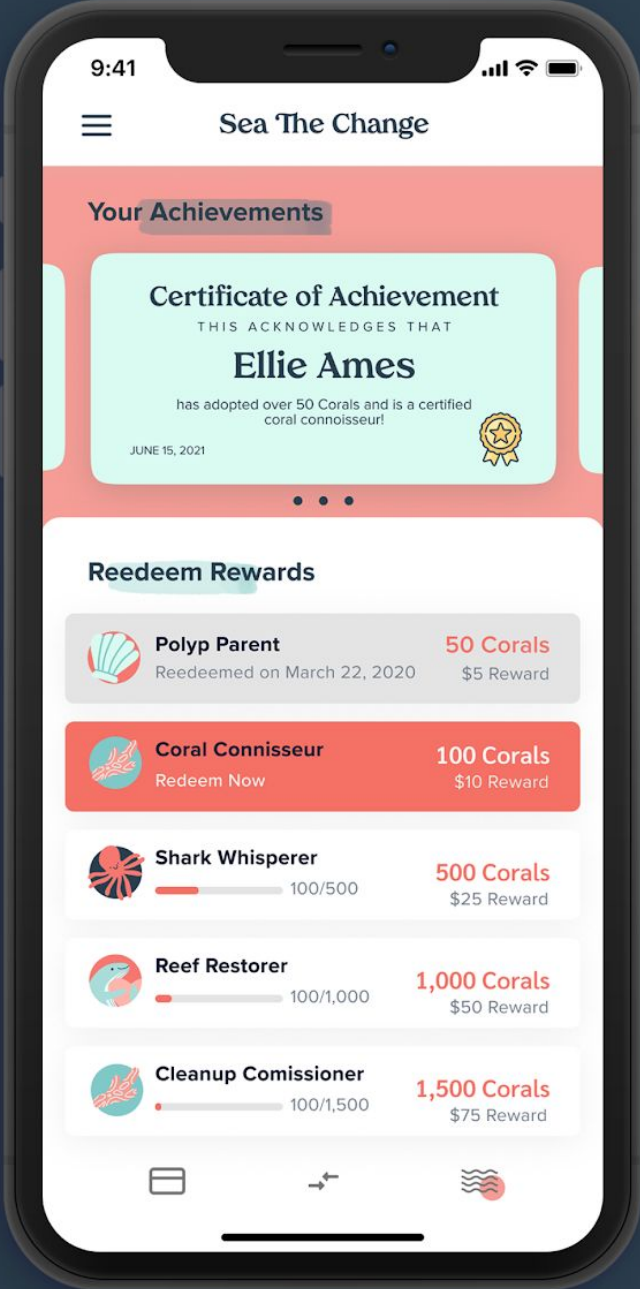 9:41
Sea The Change
Your Achievements
Certificate of Achievement
THIS ACKNOWLEDGES THAT
Ellie Ames
has adopted over 50 Corals and is a certified
coral connoisseur!
JUNE 15, 2021
Reedeem Rewards
Polyp Parent
50 Corals
Reedeemed on March 22, 2020
$5 Reward
Coral Connisseur
100 Corals
Redeem Now
$10 Reward
Shark Whisperer
500 Corals
100/500
$25 Reward
Reef Restorer
1,000 Corals
100/1,000
$50 Reward
Cleanup Comissioner
1,500 Corals
100/1,500
$75 Reward